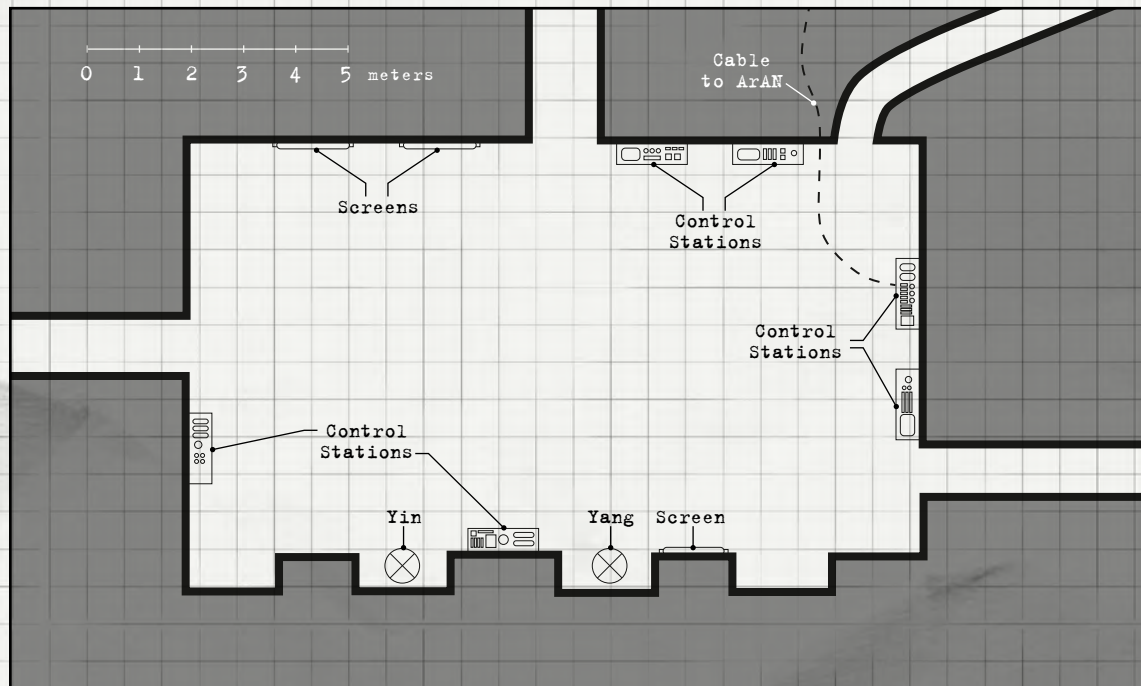 Cable
to ArAN
0 1 2 3 4 5 meters
Screens
Control
Stations
Control
Stations
Control
Stations
Yin
Yang
Screen